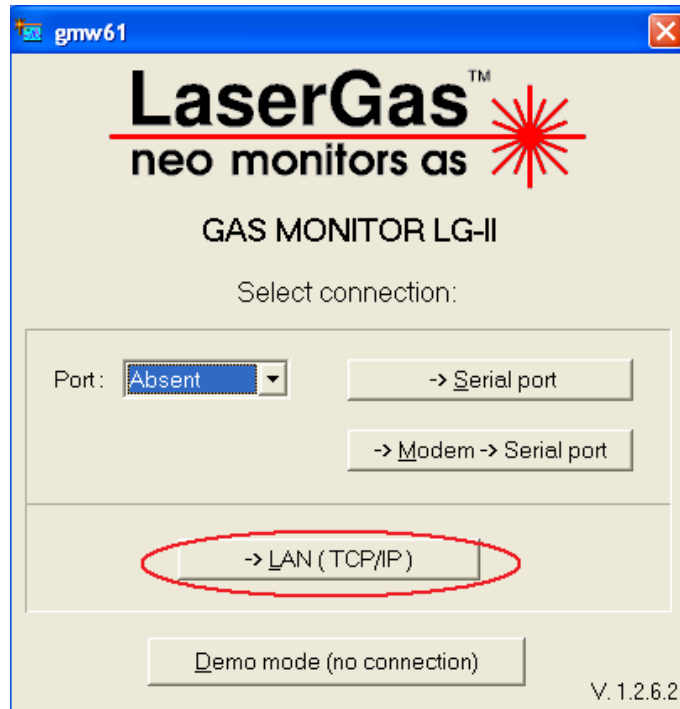 gmw61
LaserGas™
neo monitors as
GAS MONITOR LG-II
Select connection:
Port: Absent -> Serial port
-> Modem -> Serial port
-> LAN ( TCP/IP )
Demo mode (no connection)
V. 1.2.6.2